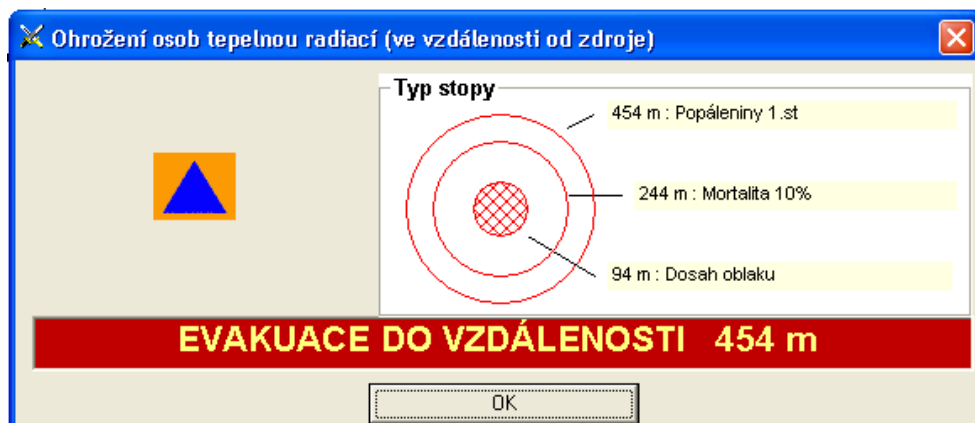 Ohrožení osob tepelnou radiací (ve vzdálenosti od zdroje)
Typ stopy
454 m : Popáleniny 1.st
244 m : Mortalita 10%
94 m : Dosah oblaku
EVAKUACE DO VZDÁLENOSTI 454 m
OK